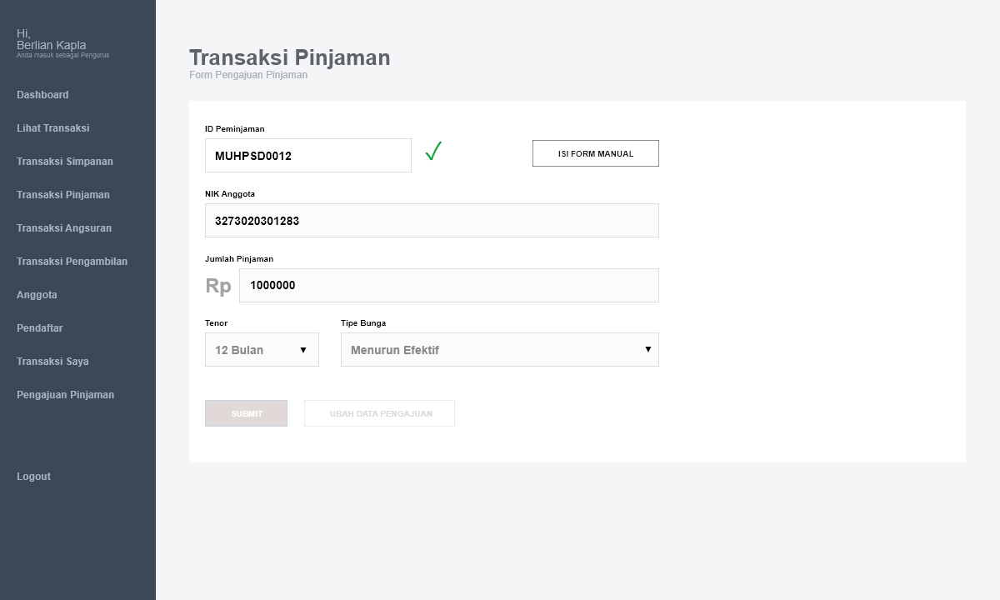 Hi,
Berlian Kapla
Anda masuk sebagai Pengurus
Dashboard
Lihat Transaksi
Transaksi Simpanan
Transaksi Pinjaman
Transaksi Angsuran
Transaksi Pengambilan
Anggota
Pendaftar
Transaksi Saya
Pengajuan Pinjaman
Logout
Transaksi Pinjaman
Form Pengajuan Pinjaman
ID Peminjaman
MUHPSD0012
ISI FORM MANUAL
NIK Anggota
3273020301283
Jumlah Pinjaman
Rp 1000000
Tenor Tipe Bunga
12 Bulan Menurun Efektif
SUBMIT UBAH DATA PENGAJUAN